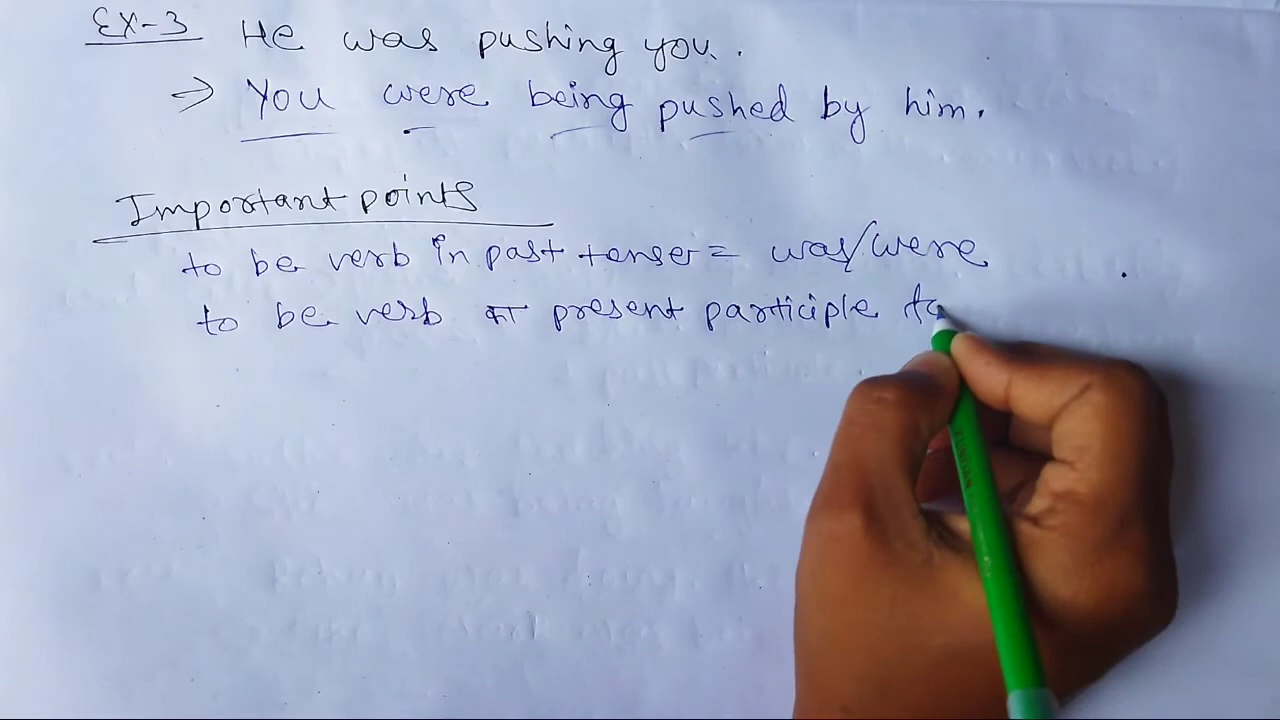 Ex-3 He was pushing you.
→ You were being pushed by him.
Important points
to be verb in past tense = was/were
to be verb का present participle